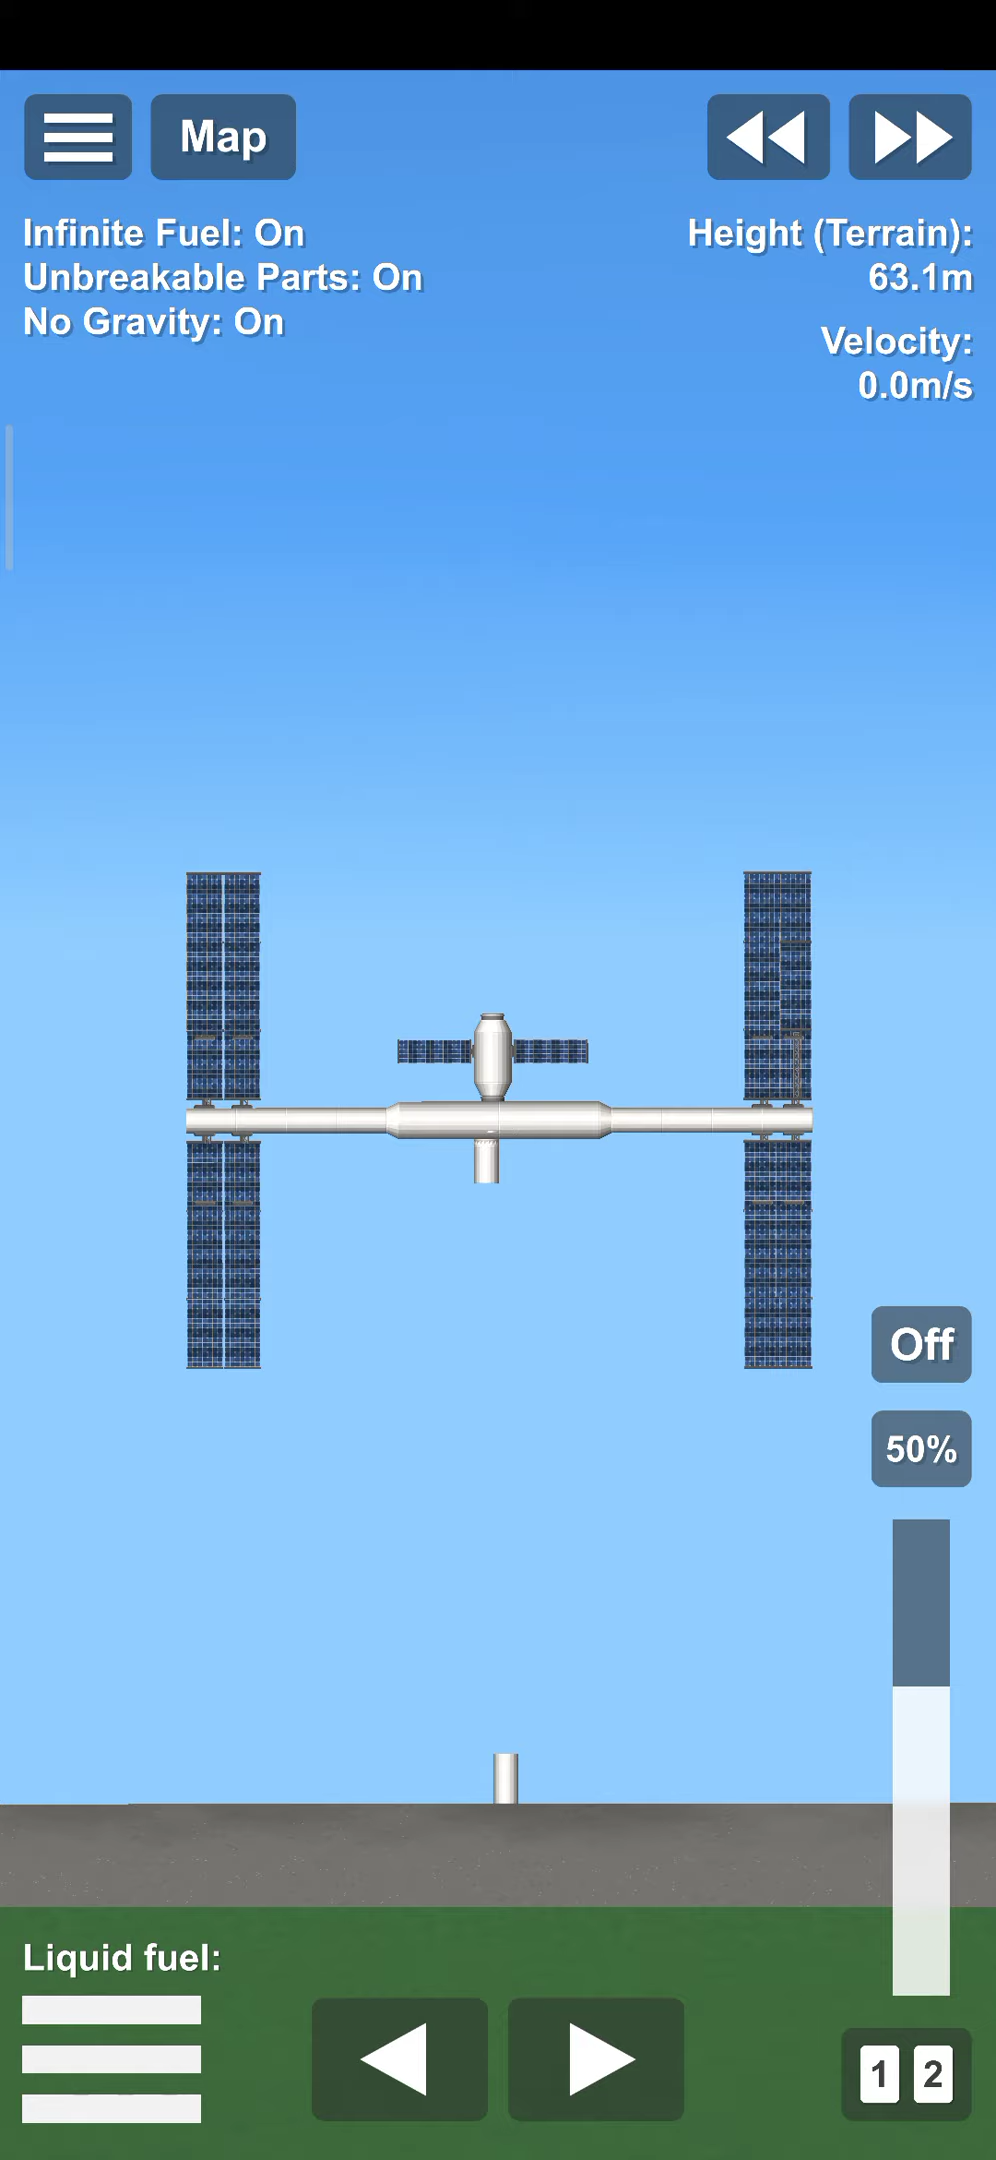 Map
Infinite Fuel: On
Unbreakable Parts: On
No Gravity: On
Height (Terrain):
63.1m
Velocity:
0.0m/s
Off
50%
Liquid fuel:
1 2